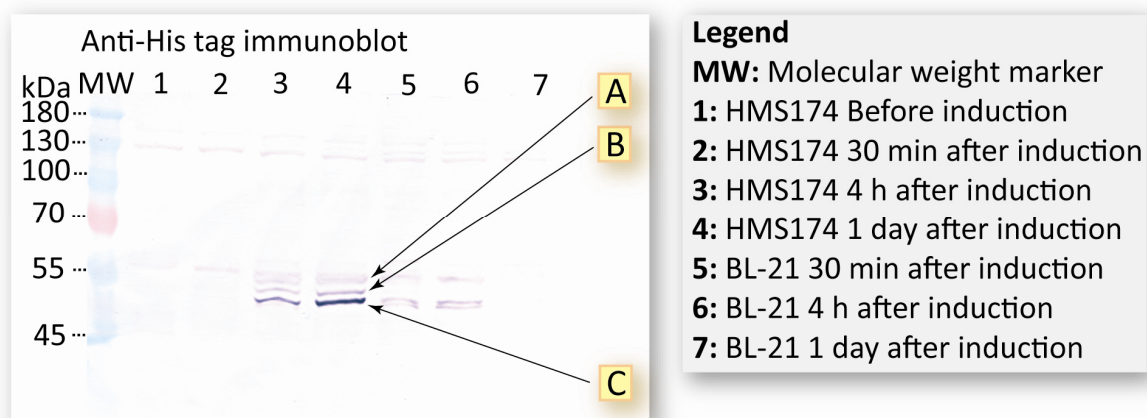 Anti-His tag immunoblot
kDa MW 1 2 3 4 5 6 7
180
130
100
70
55
45
A
B
C
Legend
MW: Molecular weight marker
1: HMS174 Before induction
2: HMS174 30 min after induction
3: HMS174 4 h after induction
4: HMS174 1 day after induction
5: BL-21 30 min after induction
6: BL-21 4 h after induction
7: BL-21 1 day after induction